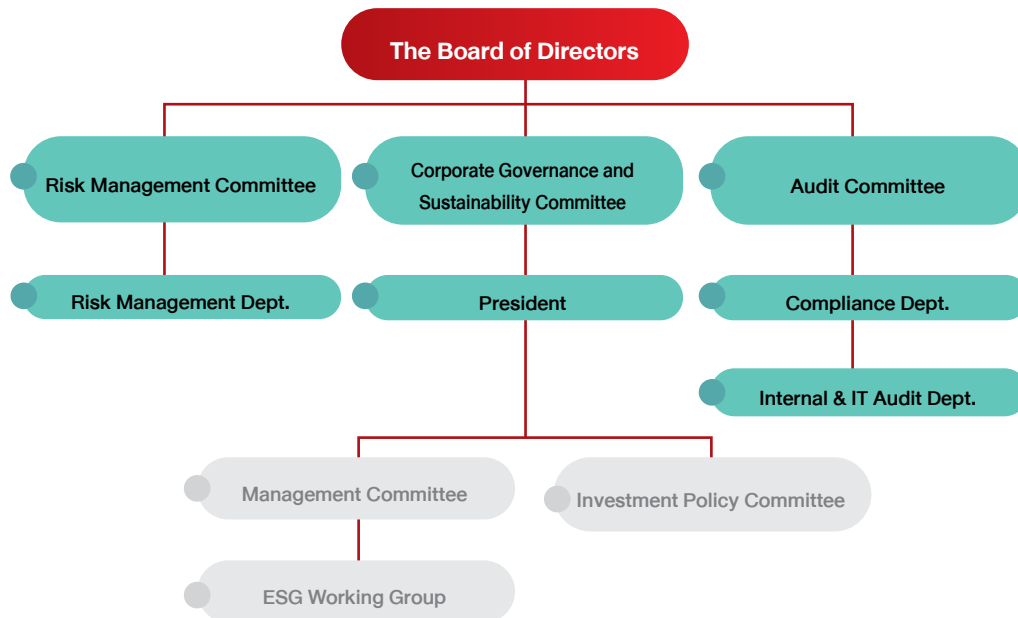 The Board of Directors
Risk Management Committee
Corporate Governance and
Sustainability Committee
Audit Committee
Risk Management Dept.
President
Compliance Dept.
Internal & IT Audit Dept.
Management Committee
Investment Policy Committee
ESG Working Group